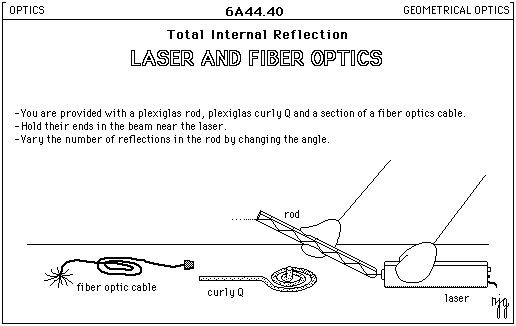 OPTICS 6A44.40 GEOMETRICAL OPTICS
Total Internal Reflection
LASER AND FIBER OPTICS
-You are provided with a plexiglas rod, plexiglas curly Q and a section of a fiber optics cable.
-Hold their ends in the beam near the laser.
-Vary the number of reflections in the rod by changing the angle.
rod
fiber optic cable
curly Q
laser